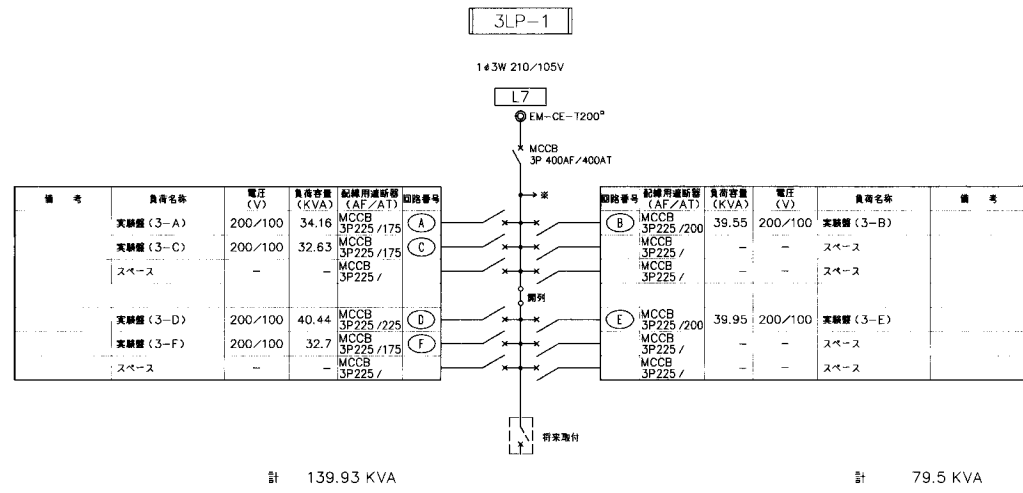 3LP-1
1φ3W 210/105V
L7
EM-CE-T200□
MCCB
3P 400AF/400AT
※
備 考 負荷名称 電圧(V) 負荷容量(KVA) 配線用遮断器(AF/AT) 回路番号
実験盤(3-A) 200/100 34.16 MCCB 3P225/175 A
実験盤(3-C) 200/100 32.63 MCCB 3P225/175 C
スペース - - MCCB 3P225/
実験盤(3-D) 200/100 40.44 MCCB 3P225/225 D
実験盤(3-F) 200/100 32.7 MCCB 3P225/175 F
スペース - - MCCB 3P225/
開列
回路番号 配線用遮断器(AF/AT) 負荷容量(KVA) 電圧(V) 負荷名称 備 考
B MCCB 3P225/200 39.55 200/100 実験盤(3-B)
MCCB 3P225/ - - スペース
MCCB 3P225/ - - スペース
E MCCB 3P225/200 39.95 200/100 実験盤(3-E)
MCCB 3P225/ - - スペース
MCCB 3P225/ - - スペース
将来取付
計 139.93 KVA
計 79.5 KVA